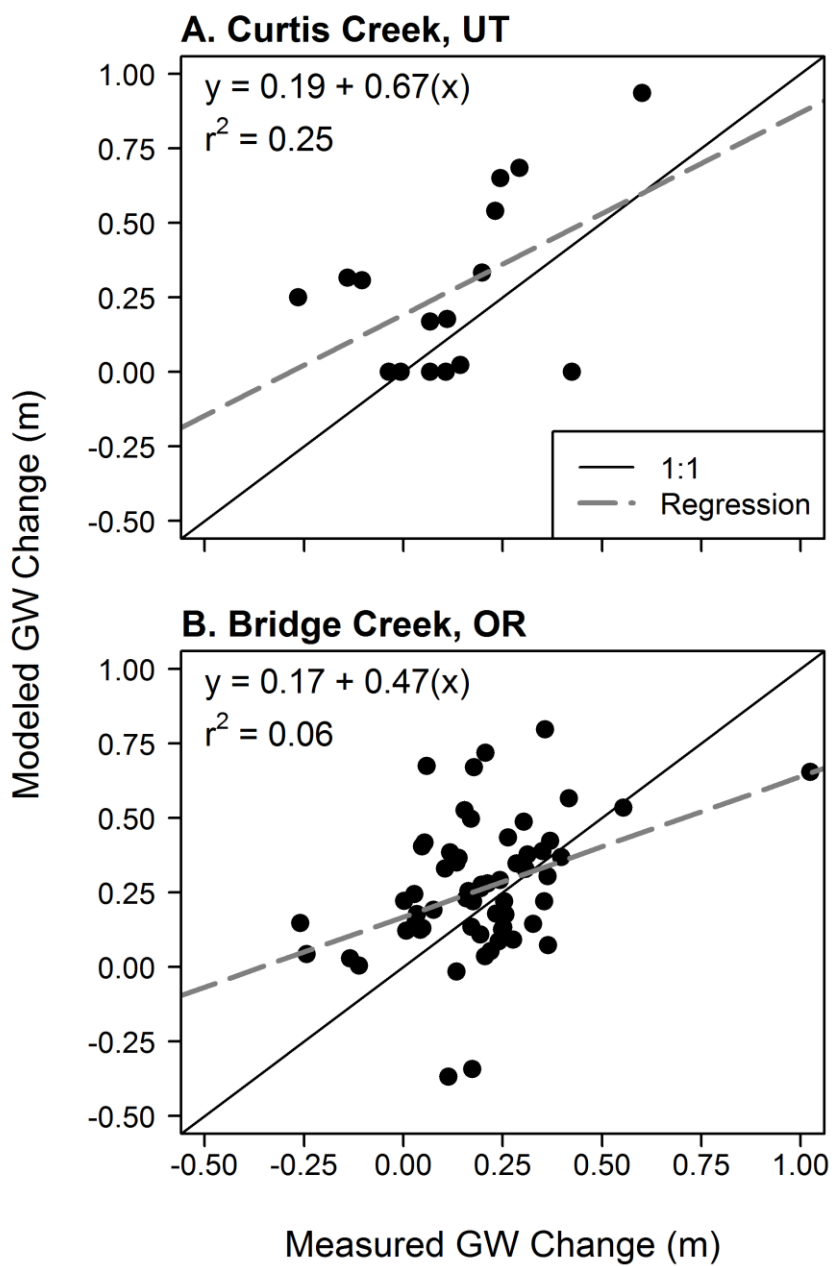 A. Curtis Creek, UT
y = 0.19 + 0.67(x)
r² = 0.25
1.00
0.75
0.50
0.25
0.00
-0.25
-0.50
1:1
Regression
Modeled GW Change (m)
B. Bridge Creek, OR
y = 0.17 + 0.47(x)
r² = 0.06
1.00
0.75
0.50
0.25
0.00
-0.25
-0.50
-0.50 -0.25 0.00 0.25 0.50 0.75 1.00
Measured GW Change (m)